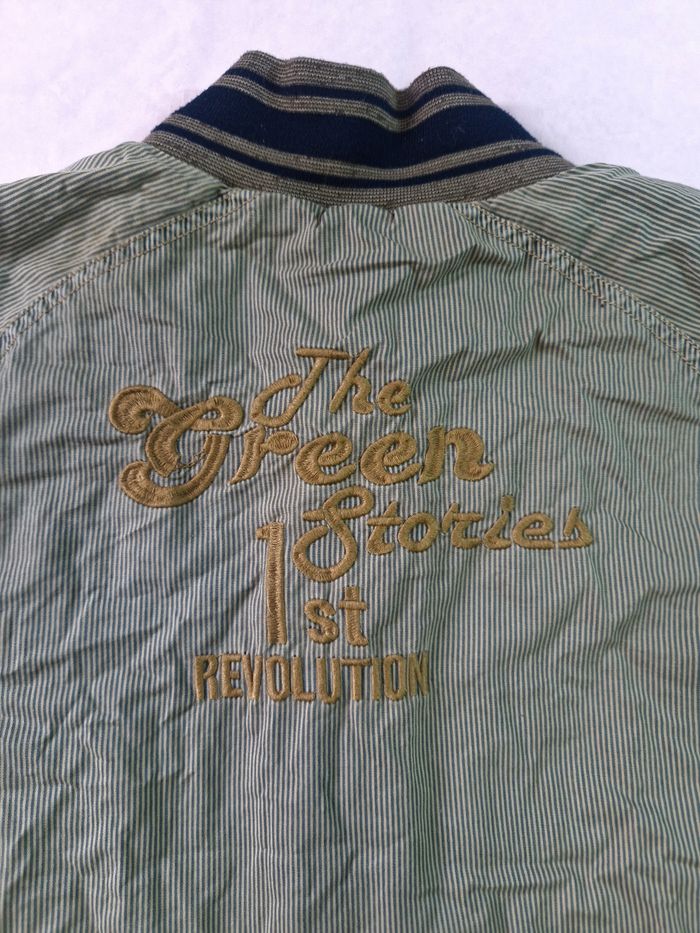 The
Green
Stories
1st
REVOLUTION